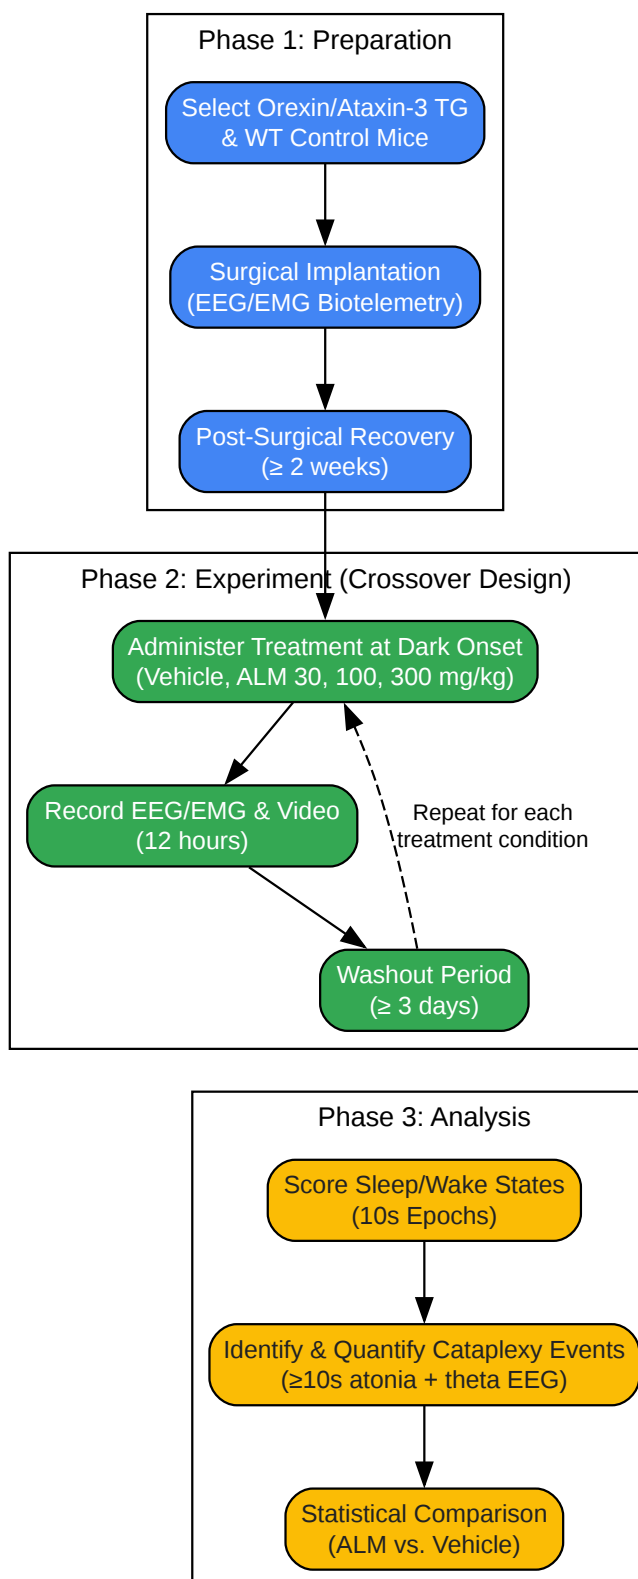 Phase 1: Preparation
Select Orexin/Ataxin-3 TG
& WT Control Mice
Surgical Implantation
(EEG/EMG Biotelemetry)
Post-Surgical Recovery
(≥ 2 weeks)
Phase 2: Experiment (Crossover Design)
Administer Treatment at Dark Onset
(Vehicle, ALM 30, 100, 300 mg/kg)
Record EEG/EMG & Video
(12 hours)
Repeat for each
treatment condition
Washout Period
(≥ 3 days)
Phase 3: Analysis
Score Sleep/Wake States
(10s Epochs)
Identify & Quantify Cataplexy Events
(≥10s atonia + theta EEG)
Statistical Comparison
(ALM vs. Vehicle)